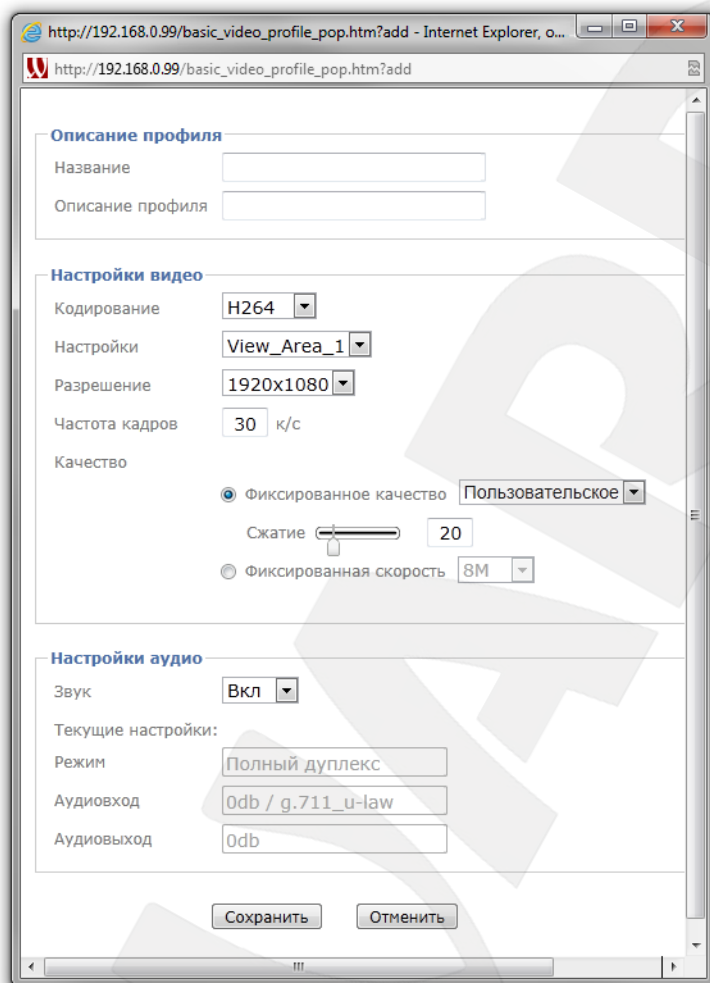 http://192.168.0.99/basic_video_profile_pop.htm?add - Internet Explorer, о...
http://192.168.0.99/basic_video_profile_pop.htm?add
Описание профиля
Название
Описание профиля
Настройки видео
Кодирование H264
Настройки View_Area_1
Разрешение 1920x1080
Частота кадров 30 к/с
Качество
Фиксированное качество Пользовательское
Сжатие 20
Фиксированная скорость 8M
Настройки аудио
Звук Вкл
Текущие настройки:
Режим Полный дуплекс
Аудиовход 0db / g.711_u-law
Аудиовыход 0db
Сохранить Отменить